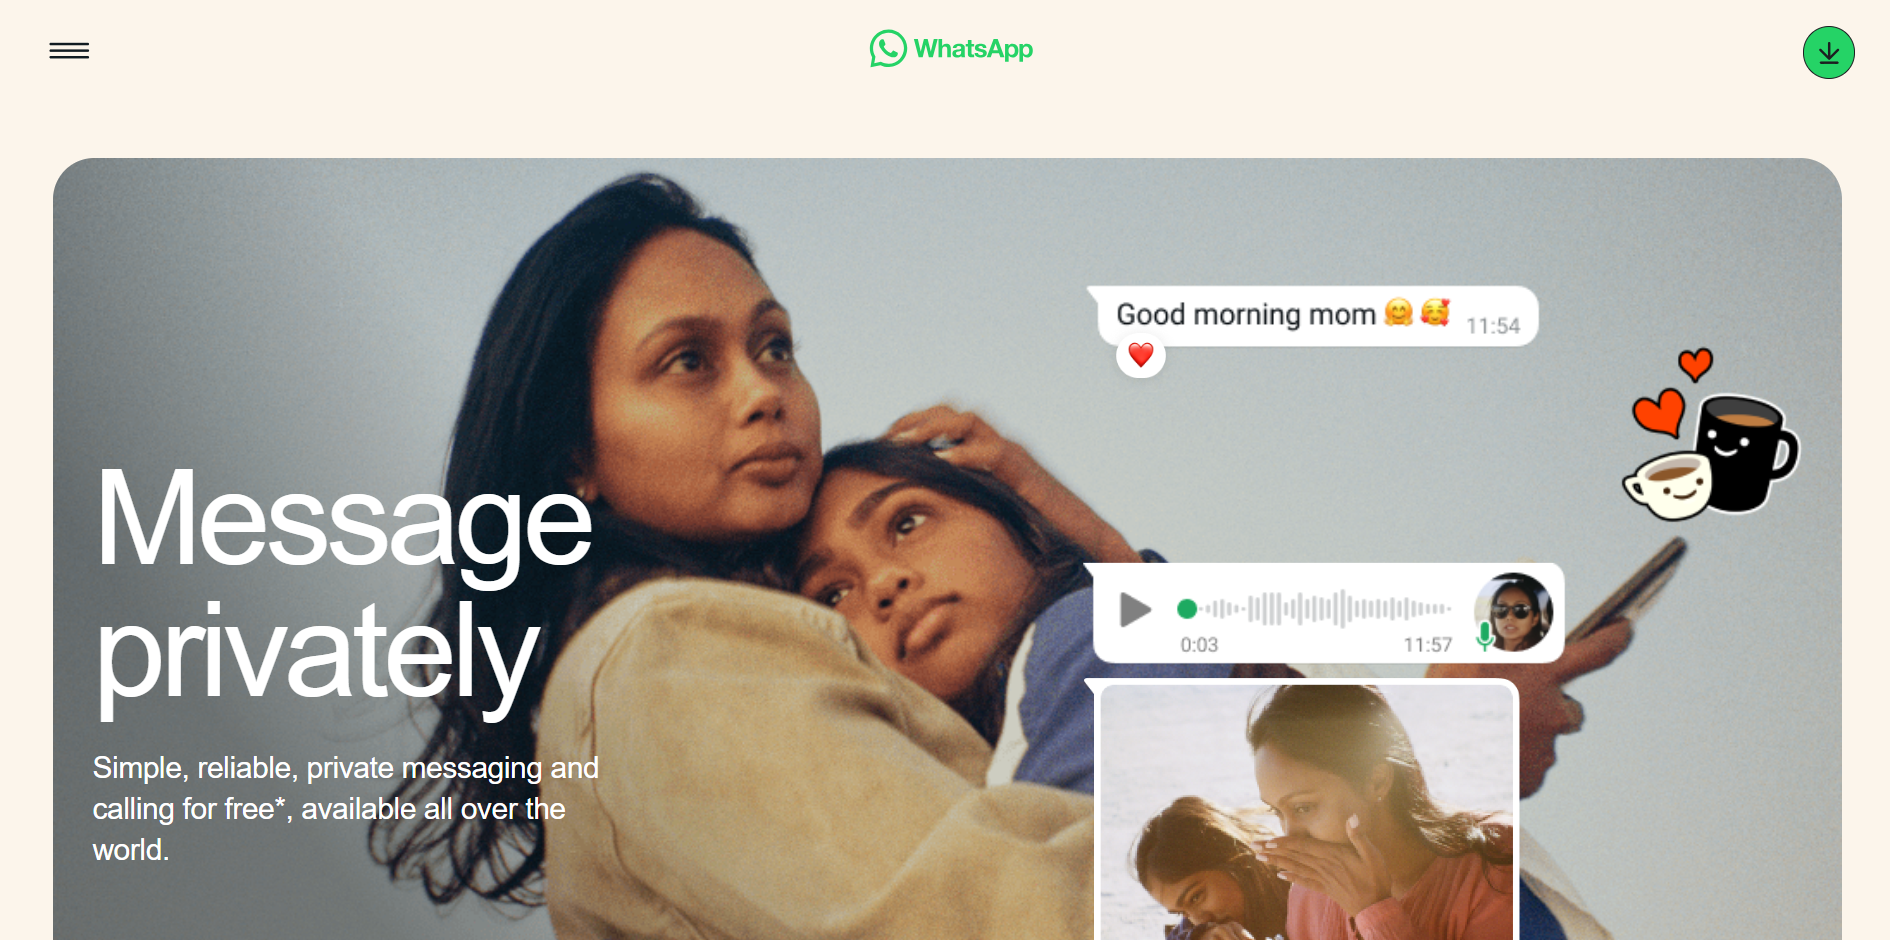 WhatsApp
Message
privately
Simple, reliable, private messaging and
calling for free*, available all over the
world.
Good morning mom 🤗 🥰 11:54
0:03 11:57